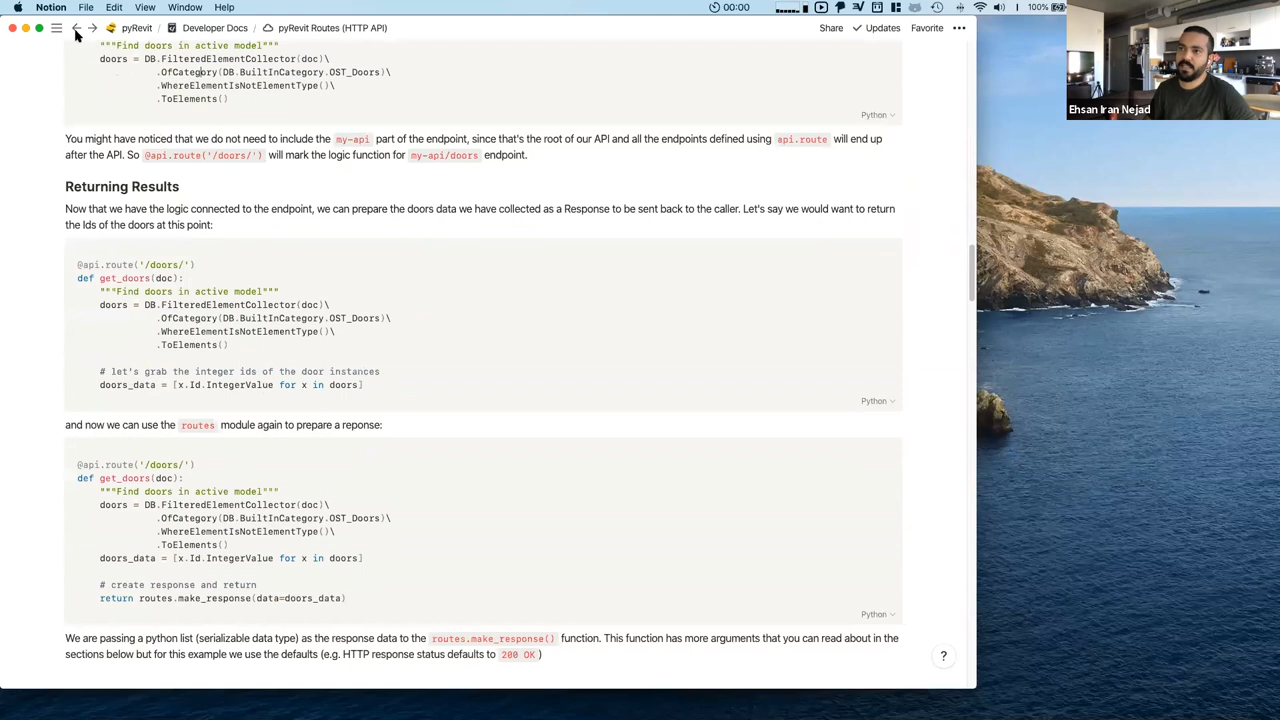 Notion File Edit View Window Help 00:00 100%
pyRevit / Developer Docs / pyRevit Routes (HTTP API) Share Updates Favorite •••
"""Find doors in active model"""
doors = DB.FilteredElementCollector(doc)\
.OfCategory(DB.BuiltInCategory.OST_Doors)\
.WhereElementIsNotElementType()\
.ToElements()
Python
You might have noticed that we do not need to include the my-api part of the endpoint, since that's the root of our API and all the endpoints defined using api.route will end up
after the API. So @api.route('/doors/') will mark the logic function for my-api/doors endpoint.
Returning Results
Now that we have the logic connected to the endpoint, we can prepare the doors data we have collected as a Response to be sent back to the caller. Let's say we would want to return
the Ids of the doors at this point:
@api.route('/doors/')
def get_doors(doc):
"""Find doors in active model"""
doors = DB.FilteredElementCollector(doc)\
.OfCategory(DB.BuiltInCategory.OST_Doors)\
.WhereElementIsNotElementType()\
.ToElements()
# let's grab the integer ids of the door instances
doors_data = [x.Id.IntegerValue for x in doors]
Python
and now we can use the routes module again to prepare a reponse:
@api.route('/doors/')
def get_doors(doc):
"""Find doors in active model"""
doors = DB.FilteredElementCollector(doc)\
.OfCategory(DB.BuiltInCategory.OST_Doors)\
.WhereElementIsNotElementType()\
.ToElements()
doors_data = [x.Id.IntegerValue for x in doors]
# create response and return
return routes.make_response(data=doors_data)
Python
We are passing a python list (serializable data type) as the response data to the routes.make_response() function. This function has more arguments that you can read about in the
sections below but for this example we use the defaults (e.g. HTTP response status defaults to 200 OK)
?
Ehsan Iran Nejad